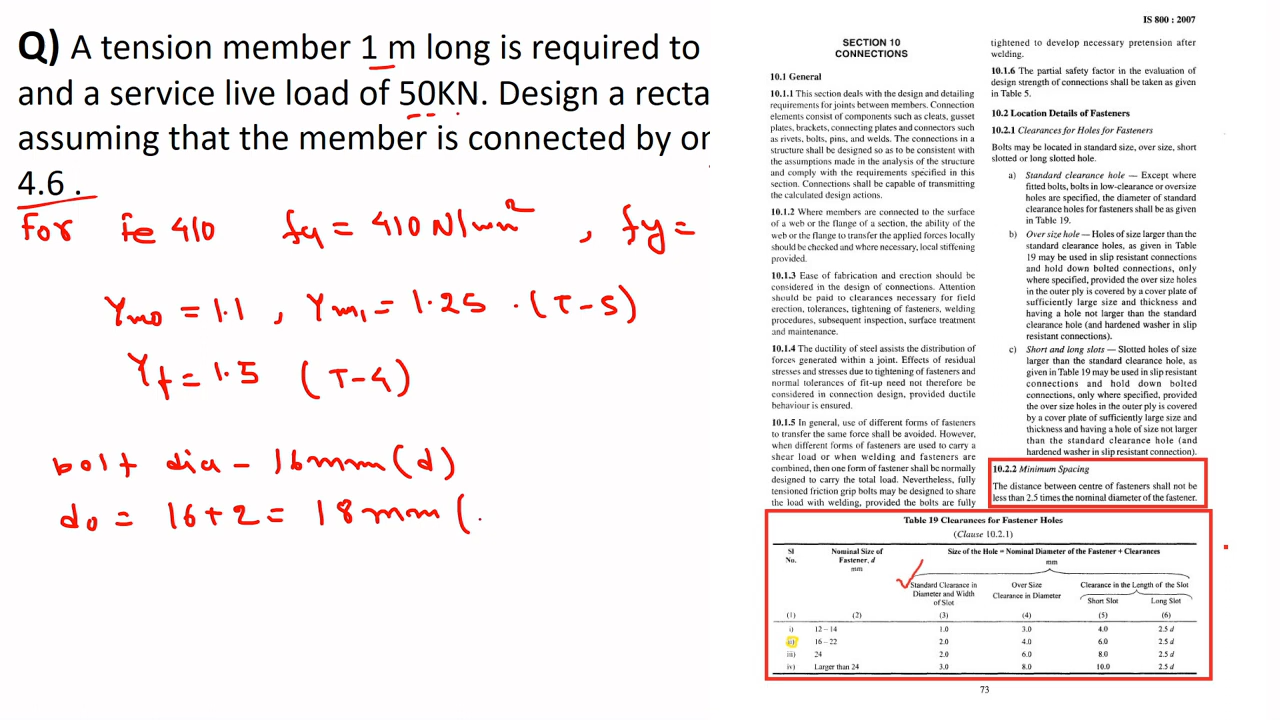 Q) A tension member 1 m long is required to
and a service live load of 50KN. Design a recta
assuming that the member is connected by or
4.6 .
For fe 410 fu = 410 N/mm² , fy =
γm0 = 1.1 , γm1 = 1.25 . (T-5)
γf = 1.5 (T-4)
bolt dia - 16mm (d)
d0 = 16+2 = 18mm (.
IS 800 : 2007
SECTION 10
CONNECTIONS
10.1 General
10.1.1 This section deals with the design and detailing
requirements for joints between members. Connection
elements consist of components such as cleats, gusset
plates, brackets, connecting plates and connectors such
as rivets, bolts, pins, and welds. The connections in a
structure shall be designed so as to be consistent with
the assumptions made in the analysis of the structure
and comply with the requirements specified in this
section. Connections shall be capable of transmitting
the calculated design actions.
10.1.2 Where members are connected to the surface
of a web or the flange of a section, the ability of the
web or the flange to transfer the applied forces locally
should be checked and where necessary, local stiffening
provided.
10.1.3 Ease of fabrication and erection should be
considered in the design of connections. Attention
should be paid to clearances necessary for field
erection, tolerances, tightening of fasteners, welding
procedures, subsequent inspection, surface treatment
and maintenance.
10.1.4 The ductility of steel assists the distribution of
forces generated within a joint. Effects of residual
stresses and stresses due to tightening of fasteners and
normal tolerances of fit-up need not therefore be
considered in connection design, provided ductile
behaviour is ensured.
10.1.5 In general, use of different forms of fasteners
to transfer the same force shall be avoided. However,
when different forms of fasteners are used to carry a
shear load or when welding and fasteners are
combined, then one form of fastener shall be normally
designed to carry the total load. Nevertheless, fully
tensioned friction grip bolts may be designed to share
the load with welding, provided the bolts are fully
tightened to develop necessary pretension after
welding.
10.1.6 The partial safety factor in the evaluation of
design strength of connections shall be taken as given
in Table 5.
10.2 Location Details of Fasteners
10.2.1 Clearances for Holes for Fasteners
Bolts may be located in standard size, over size, short
slotted or long slotted hole.
a) Standard clearance hole — Except where
fitted bolts, bolts in low-clearance or oversize
holes are specified, the diameter of standard
clearance holes for fasteners shall be as given
in Table 19.
b) Over size hole — Holes of size larger than the
standard clearance holes, as given in Table
19 may be used in slip resistant connections
and hold down bolted connections, only
where specified, provided the over size holes
in the outer ply is covered by a cover plate of
sufficiently large size and thickness and
having a hole not larger than the standard
clearance hole (and hardened washer in slip
resistant connections).
c) Short and long slots — Slotted holes of size
larger than the standard clearance hole, as
given in Table 19 may be used in slip resistant
connections and hold down bolted
connections, only where specified, provided
the over size holes in the outer ply is covered
by a cover plate of sufficiently large size and
thickness and having a hole of size not larger
than the standard clearance hole (and
hardened washer in slip resistant connection).
10.2.2 Minimum Spacing
The distance between centre of fasteners shall not be
less than 2.5 times the nominal diameter of the fastener.
Table 19 Clearances for Fastener Holes
(Clause 10.2.1)
Sl No. Nominal Size of Fastener, d mm Size of the Hole = Nominal Diameter of the Fastener + Clearances mm
Standard Clearance in Diameter and Width of Slot Over Size Clearance in Diameter Clearance in the Length of the Slot
Short Slot Long Slot
(1) (2) (3) (4) (5) (6)
i) 12 – 14 1.0 3.0 4.0 2.5 d
ii) 16 – 22 2.0 4.0 6.0 2.5 d
iii) 24 2.0 6.0 8.0 2.5 d
iv) Larger than 24 3.0 8.0 10.0 2.5 d
73